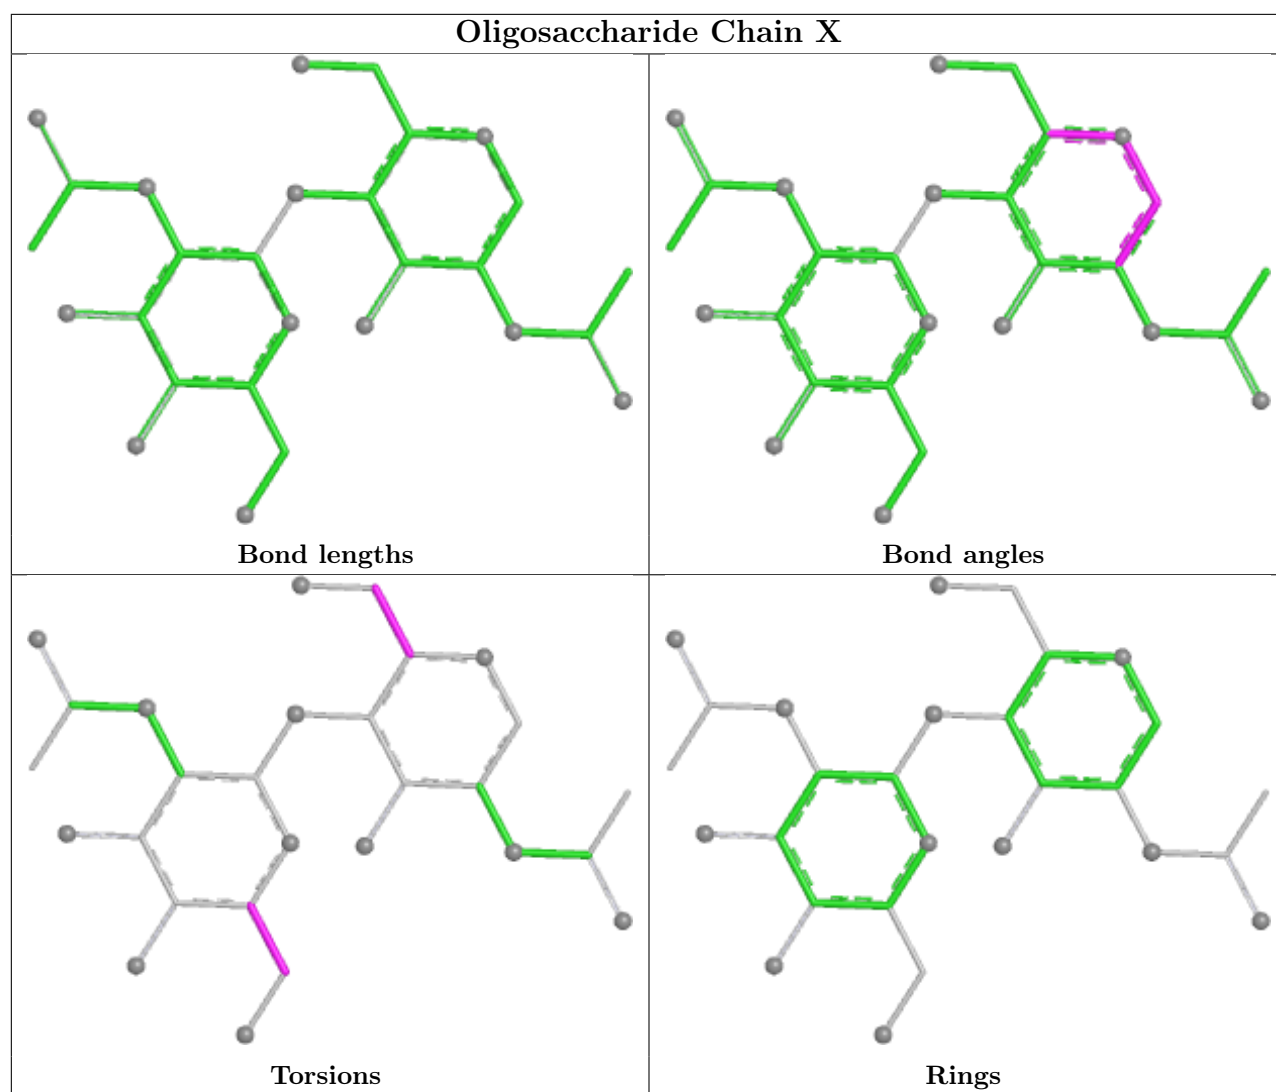 Oligosaccharide Chain X
Bond lengths
Bond angles
Torsions
Rings